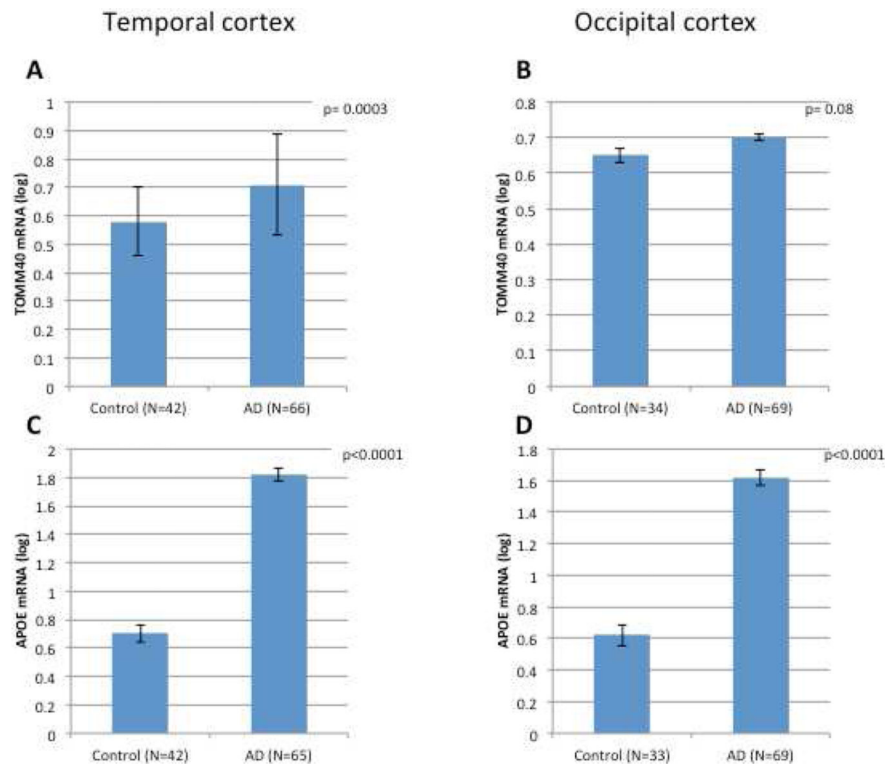 Temporal cortex
Occipital cortex
A
p= 0.0003
TOMM40 mRNA (log)
1
0.9
0.8
0.7
0.6
0.5
0.4
0.3
0.2
0.1
0
Control (N=42) AD (N=66)
B
p= 0.08
TOMM40 mRNA (log)
0.8
0.7
0.6
0.5
0.4
0.3
0.2
0.1
0
Control (N=34) AD (N=69)
C
p<0.0001
APOE mRNA (log)
2
1.8
1.6
1.4
1.2
1
0.8
0.6
0.4
0.2
0
Control (N=42) AD (N=65)
D
p<0.0001
APOE mRNA (log)
1.8
1.6
1.4
1.2
1
0.8
0.6
0.4
0.2
0
Control (N=33) AD (N=69)